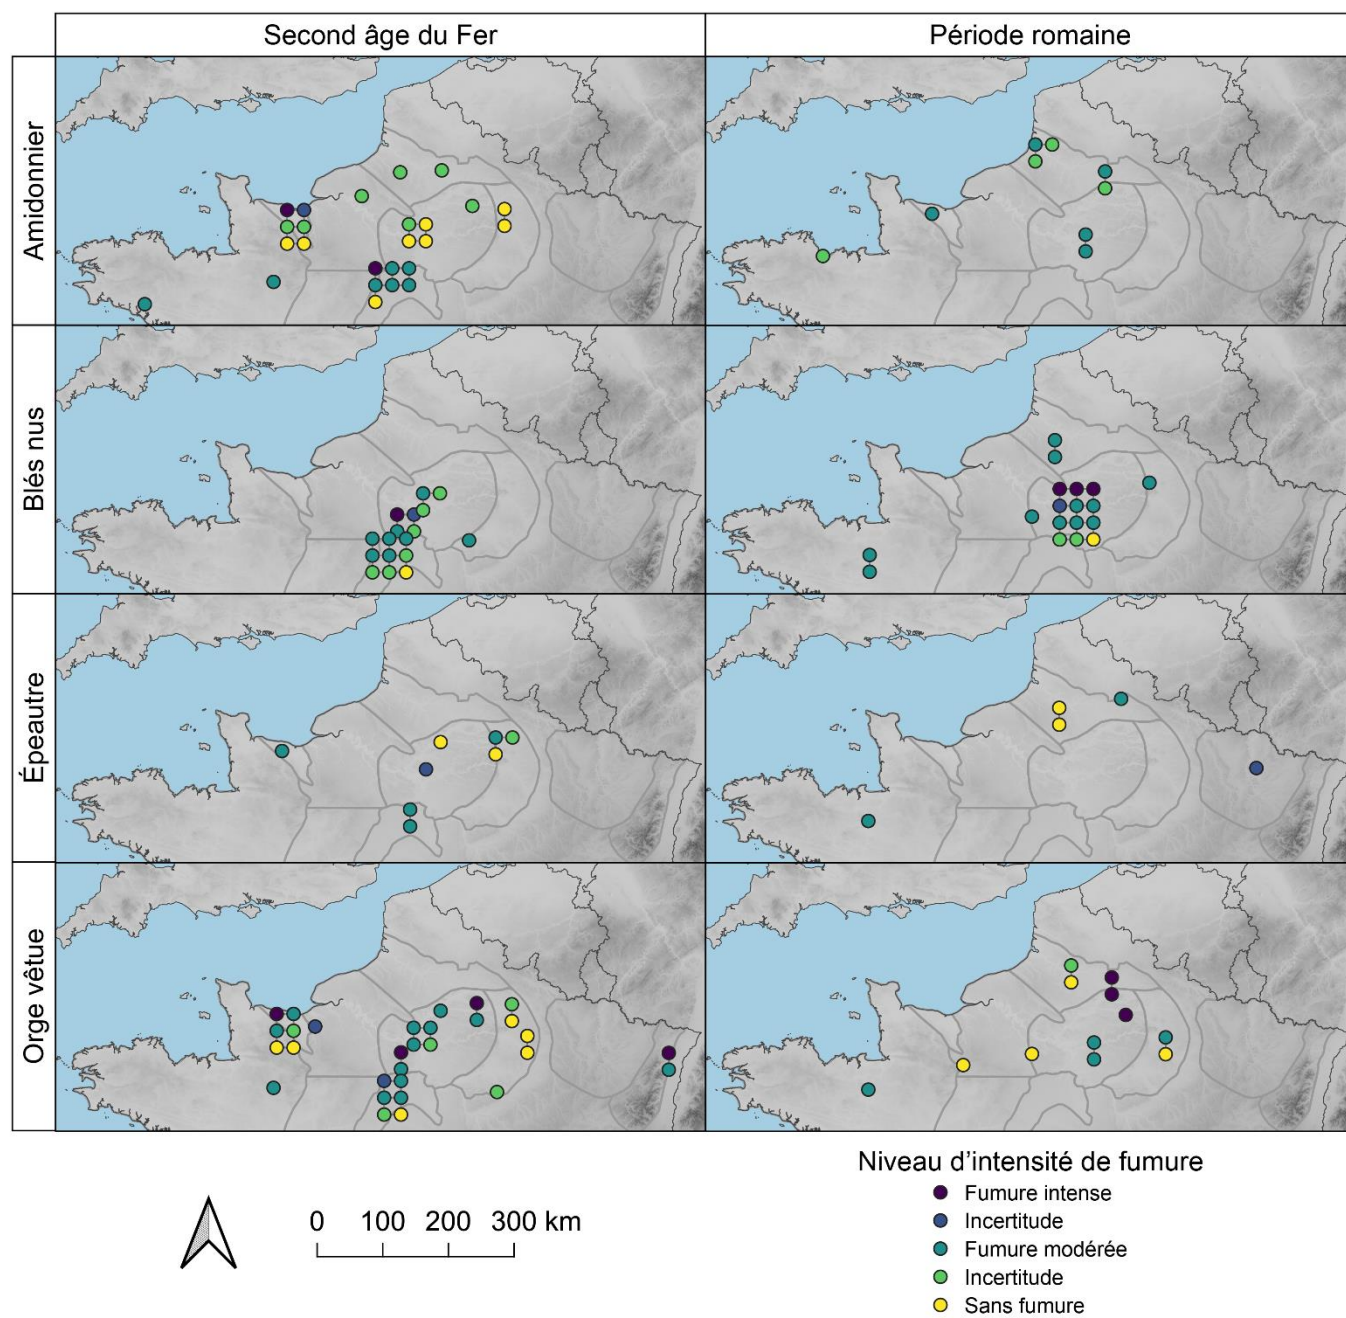 Second âge du Fer
Période romaine
Amidonnier
Blés nus
Épeautre
Orge vêtue
0 100 200 300 km
Niveau d'intensité de fumure
Fumure intense
Incertitude
Fumure modérée
Incertitude
Sans fumure